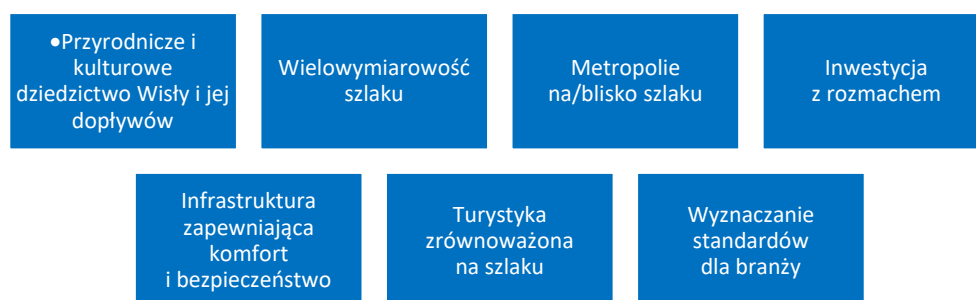 •Przyrodnicze i
kulturowe
dziedzictwo Wisły i jej
dopływów
Wielowymiarowość
szlaku
Metropolie
na/blisko szlaku
Inwestycja
z rozmachem
Infrastruktura
zapewniająca
komfort
i bezpieczeństwo
Turystyka
zrównoważona
na szlaku
Wyznaczanie
standardów
dla branży